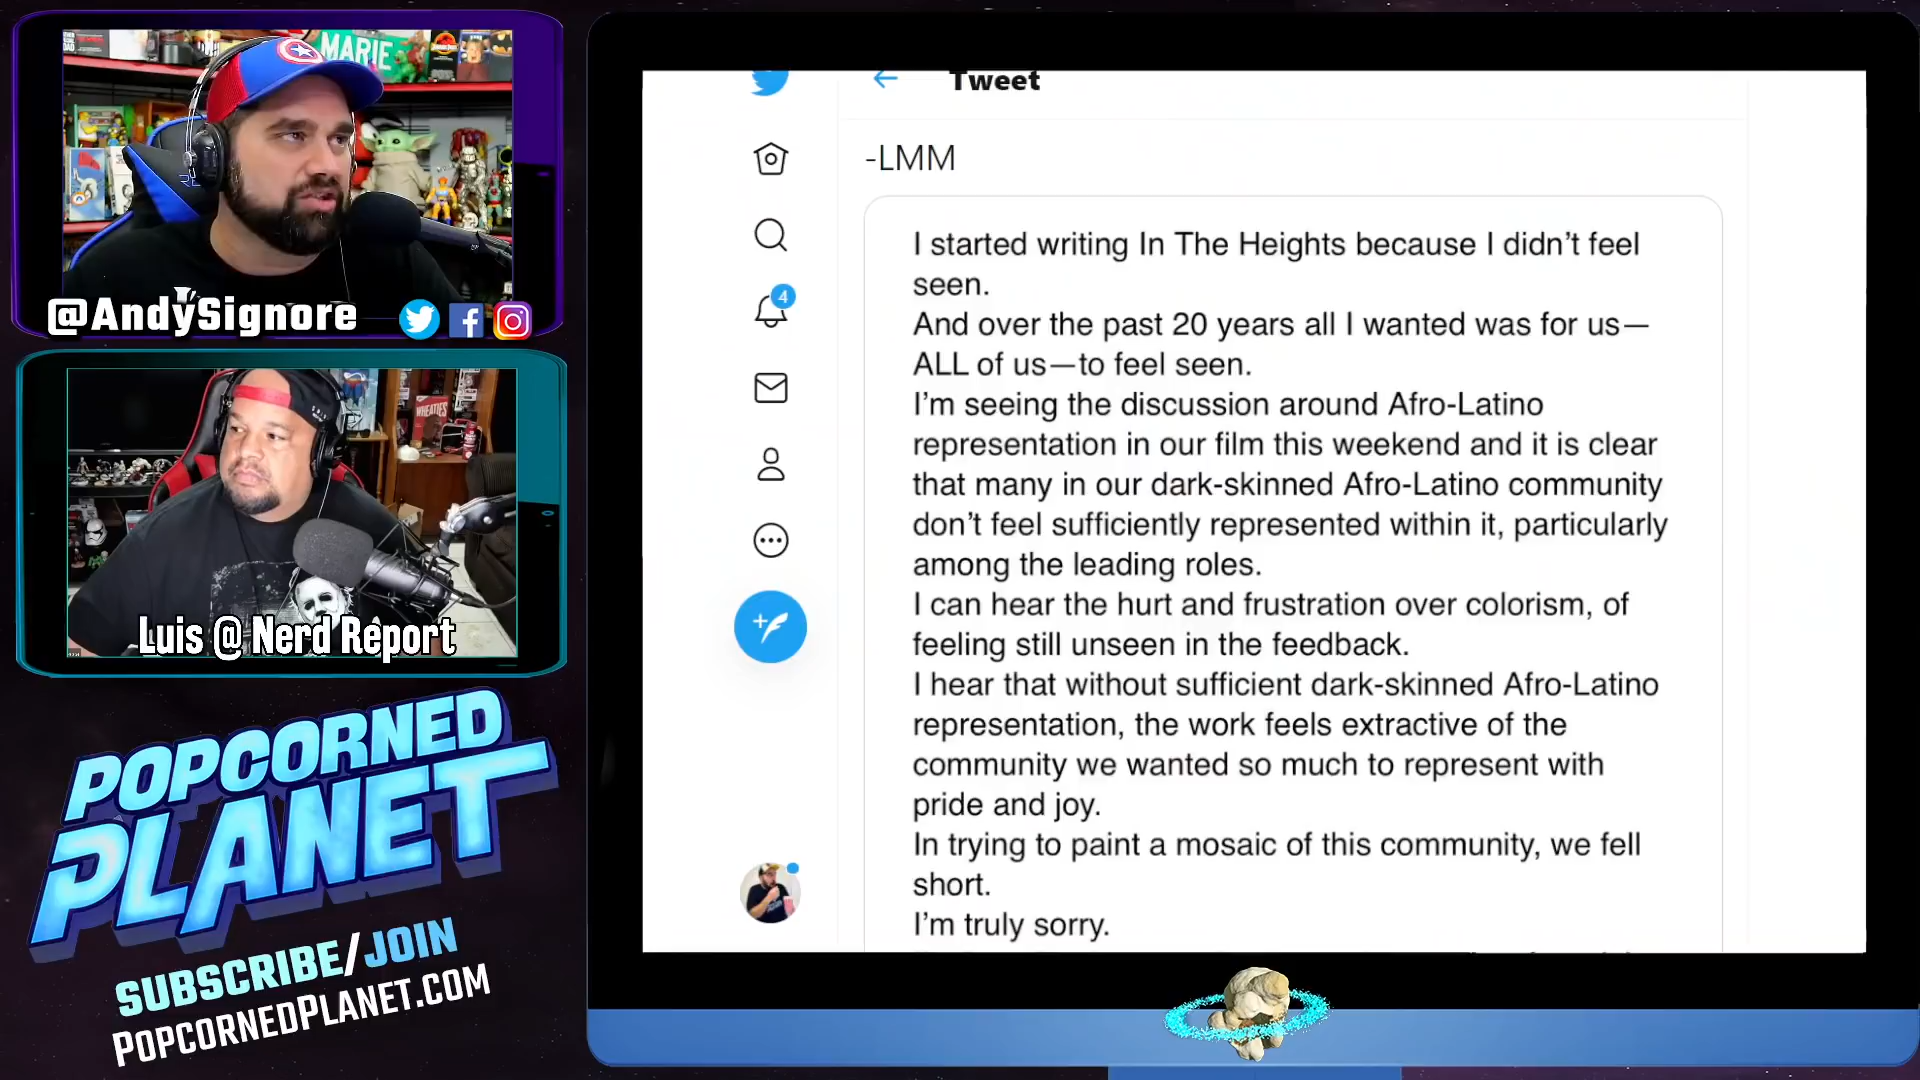 MARIE
@AndySignore
WHEATIES
Luis @ Nerd Report
POPCORNED
PLANET
SUBSCRIBE/JOIN
POPCORNEDPLANET.COM
Tweet
4
-LMM
I started writing In The Heights because I didn't feel
seen.
And over the past 20 years all I wanted was for us—
ALL of us—to feel seen.
I'm seeing the discussion around Afro-Latino
representation in our film this weekend and it is clear
that many in our dark-skinned Afro-Latino community
don't feel sufficiently represented within it, particularly
among the leading roles.
I can hear the hurt and frustration over colorism, of
feeling still unseen in the feedback.
I hear that without sufficient dark-skinned Afro-Latino
representation, the work feels extractive of the
community we wanted so much to represent with
pride and joy.
In trying to paint a mosaic of this community, we fell
short.
I'm truly sorry.